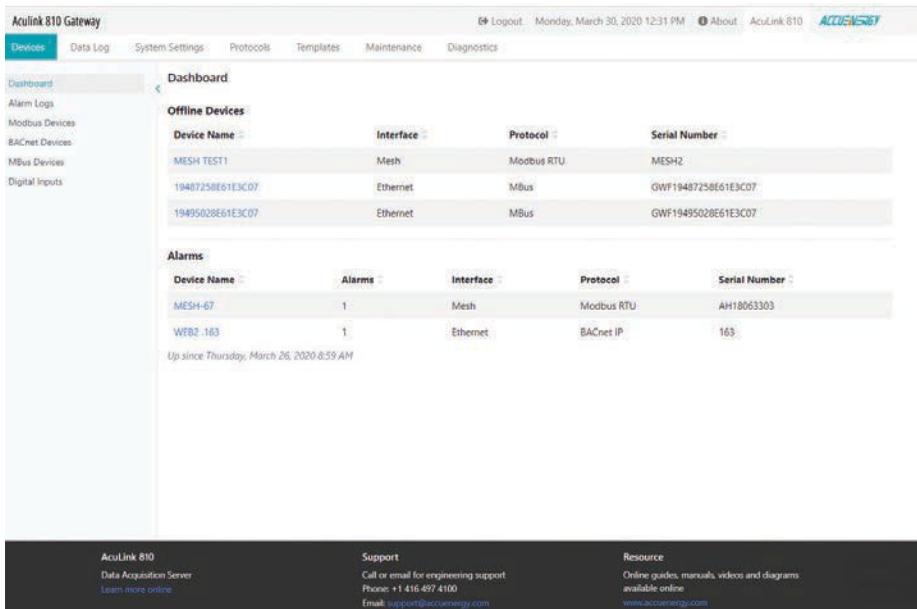 Aculink 810 Gateway Logout Monday, March 30, 2020 12:31 PM About AcuLink 810 ACCUENERGY
Devices Data Log System Settings Protocols Templates Maintenance Diagnostics
Dashboard
Alarm Logs
Modbus Devices
BACnet Devices
MBus Devices
Digital Inputs
Dashboard
Offline Devices
Device Name Interface Protocol Serial Number
MESH TEST1 Mesh Modbus RTU MESH2
19487258E61E3C07 Ethernet MBus GWF19487258E61E3C07
19495028E61E3C07 Ethernet MBus GWF19495028E61E3C07
Alarms
Device Name Alarms Interface Protocol Serial Number
MESH-67 1 Mesh Modbus RTU AH18063303
WEB2 .163 1 Ethernet BACnet IP 163
Up since Thursday, March 26, 2020 8:59 AM
AcuLink 810
Data Acquisition Server
Learn more online
Support
Call or email for engineering support
Phone: +1 416 497 4100
Email: support@accuenergy.com
Resource
Online guides, manuals, videos and diagrams
available online
www.accuenergy.com